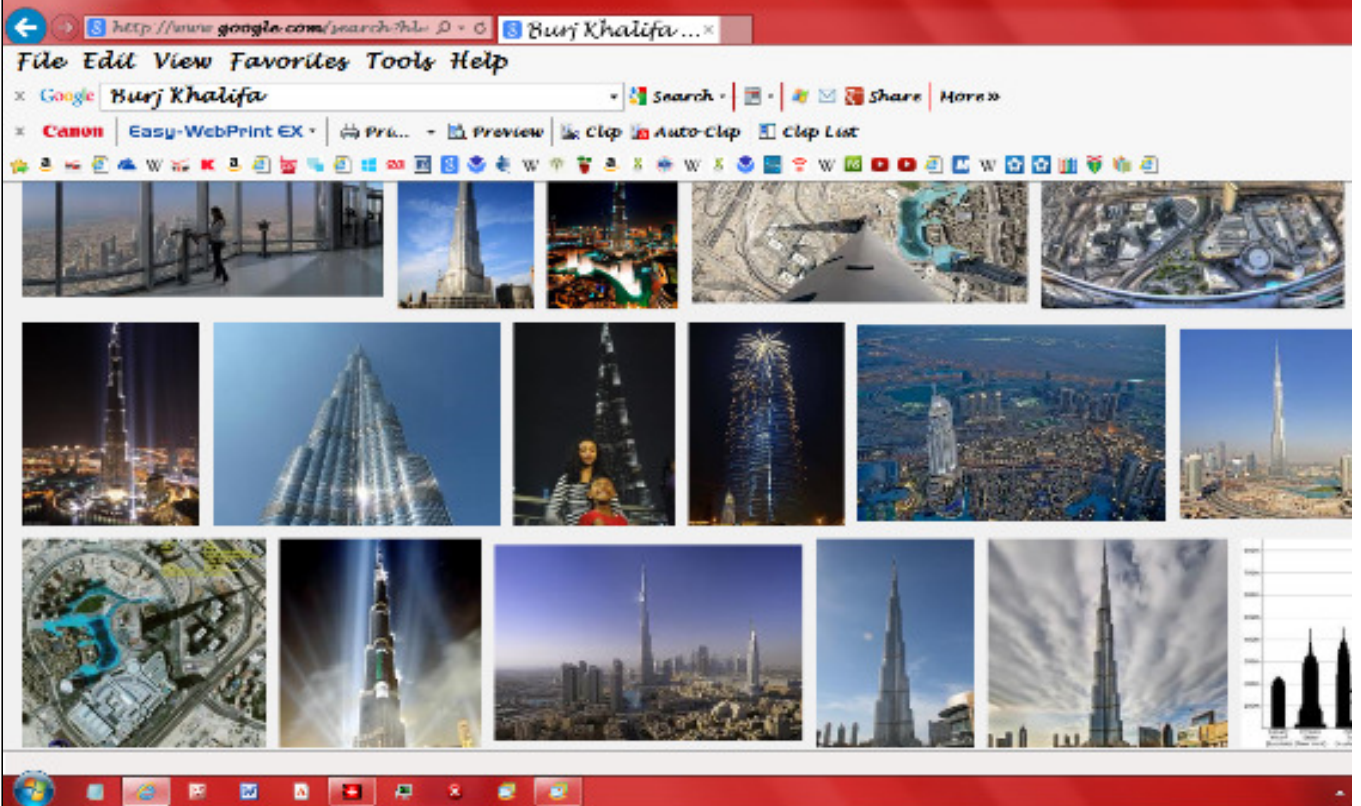 http://www.google.com/search?hl= Burj Khalifa ... ×
File Edit View Favorites Tools Help
× Google Burj Khalifa Search Share More »
× Canon Easy-WebPrint EX Pri... Preview Clip Auto-Clip Clip List